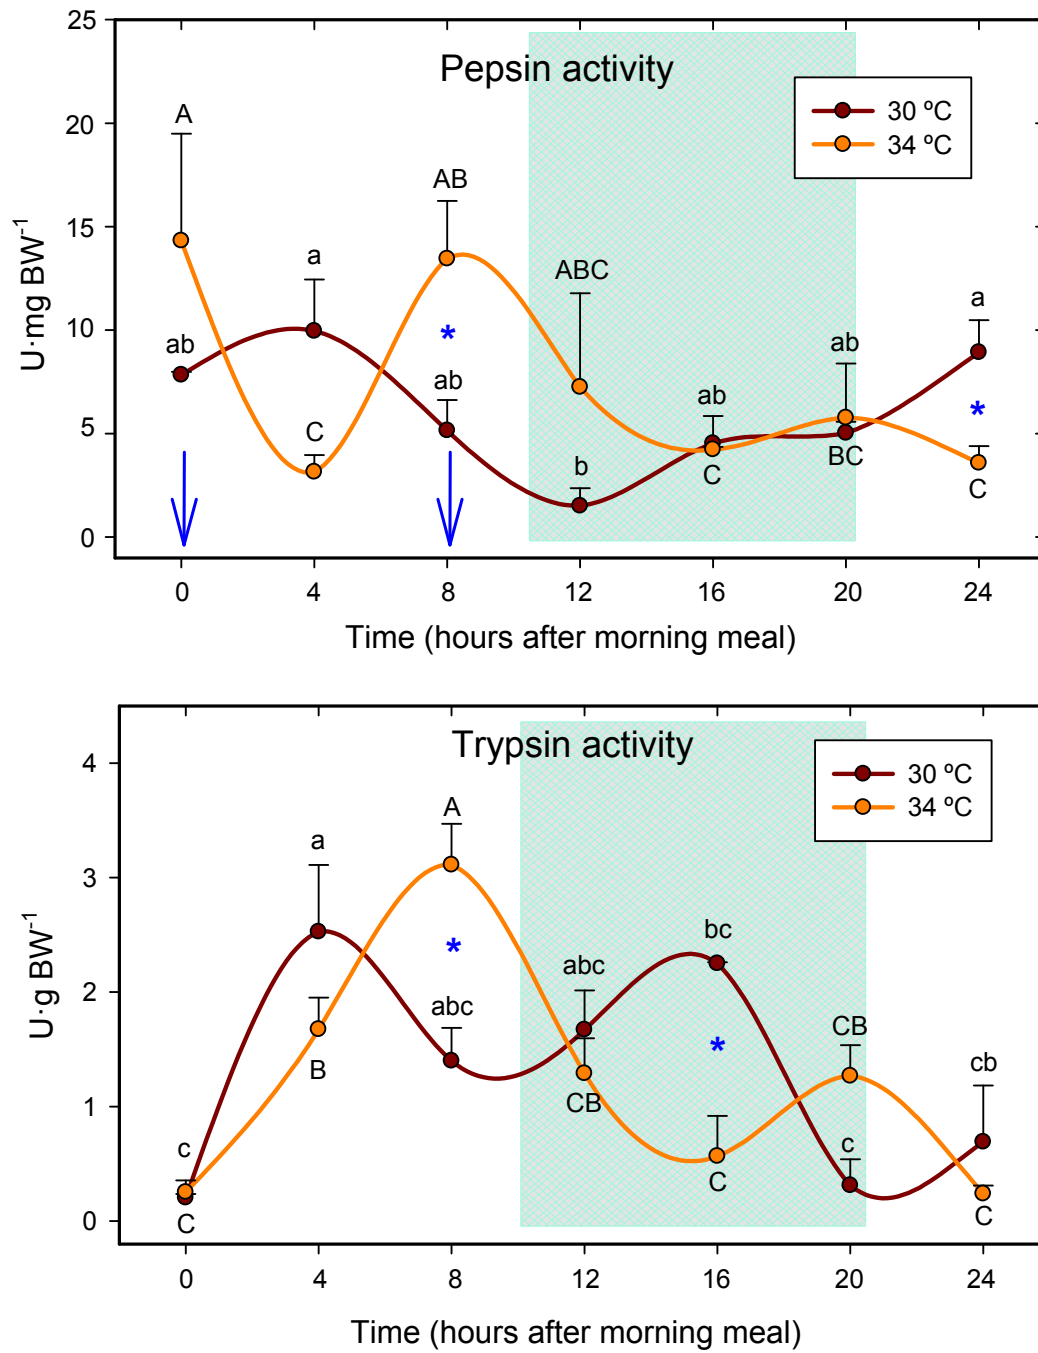 25
Pepsin activity
30 ºC
34 ºC
20
A
AB
15
a
ABC
U·mg BW⁻¹
*
10
ab
a
ab
ab
ab
*
5
C
b
C
BC
C
0
0 4 8 12 16 20 24
Time (hours after morning meal)
Trypsin activity
4
30 ºC
34 ºC
A
a
3
*
bc
abc
U·g BW⁻¹
2
abc
*
CB
cb
B
CB
1
c
c
C
C
C
0
0 4 8 12 16 20 24
Time (hours after morning meal)